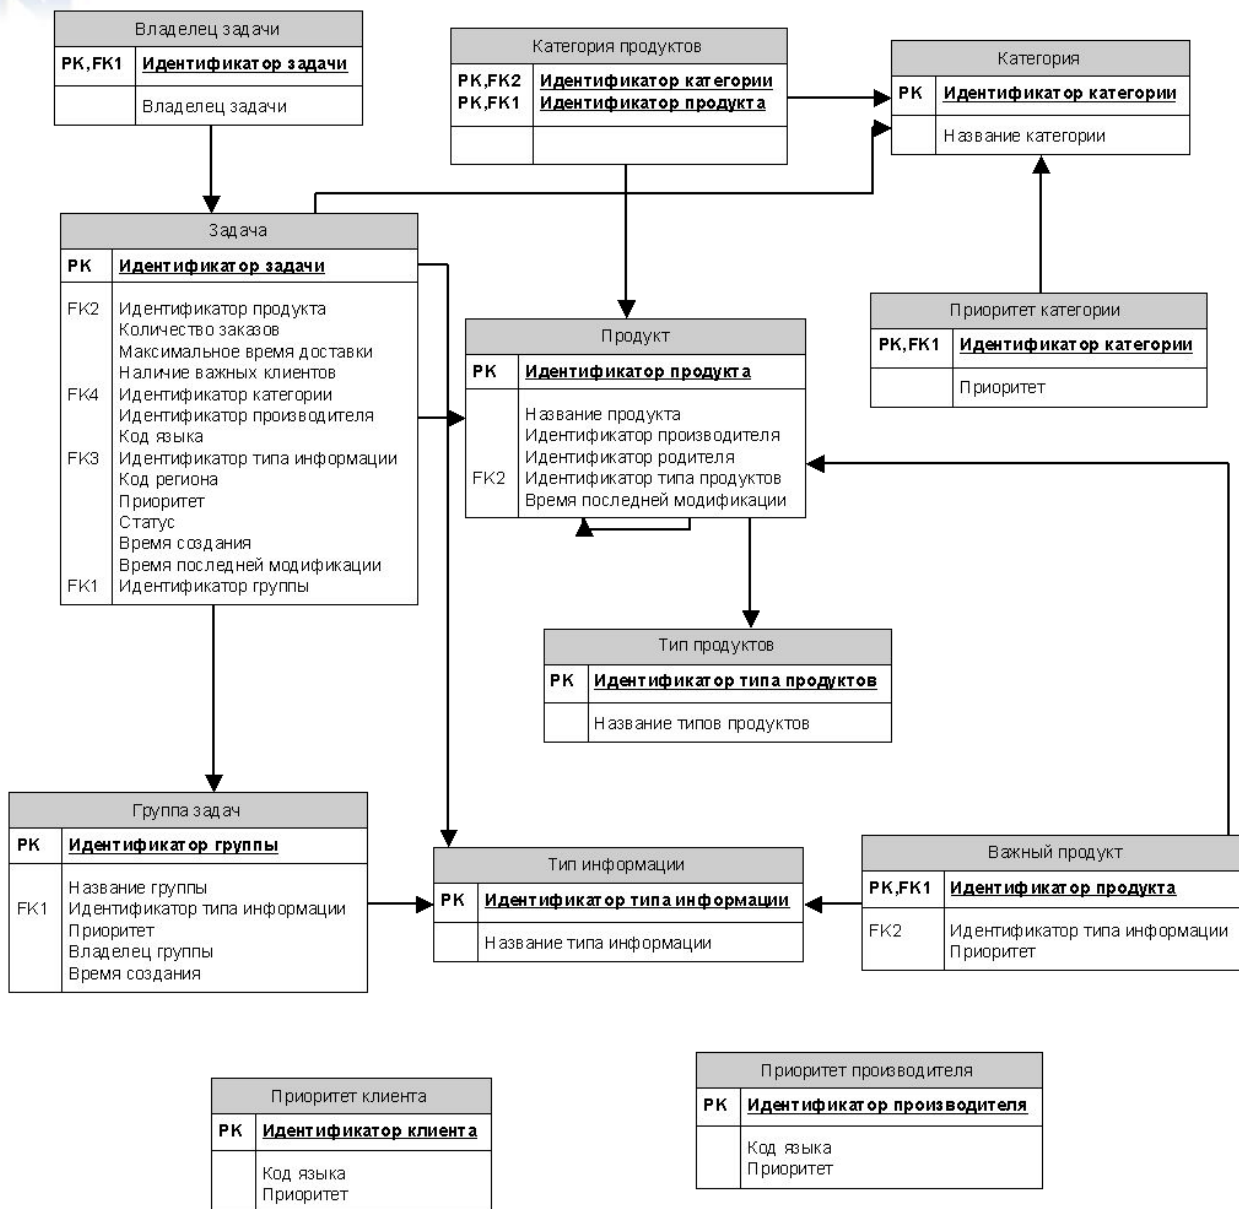 Владелец задачи
PK,FK1 Идентификатор задачи
Владелец задачи
Категория продуктов
PK,FK2 Идентификатор категории
PK,FK1 Идентификатор продукта
Категория
PK Идентификатор категории
Название категории
Задача
PK Идентификатор задачи
FK2 Идентификатор продукта
Количество заказов
Максимальное время доставки
Наличие важных клиентов
FK4 Идентификатор категории
Идентификатор производителя
Код языка
FK3 Идентификатор типа информации
Код региона
Приоритет
Статус
Время создания
Время последней модификации
FK1 Идентификатор группы
Продукт
PK Идентификатор продукта
Название продукта
Идентификатор производителя
Идентификатор родителя
FK2 Идентификатор типа продуктов
Время последней модификации
Приоритет категории
PK,FK1 Идентификатор категории
Приоритет
Тип продуктов
PK Идентификатор типа продуктов
Название типов продуктов
Группа задач
PK Идентификатор группы
Название группы
FK1 Идентификатор типа информации
Приоритет
Владелец группы
Время создания
Тип информации
PK Идентификатор типа информации
Название типа информации
Важный продукт
PK,FK1 Идентификатор продукта
FK2 Идентификатор типа информации
Приоритет
Приоритет клиента
PK Идентификатор клиента
Код языка
Приоритет
Приоритет производителя
PK Идентификатор производителя
Код языка
Приоритет